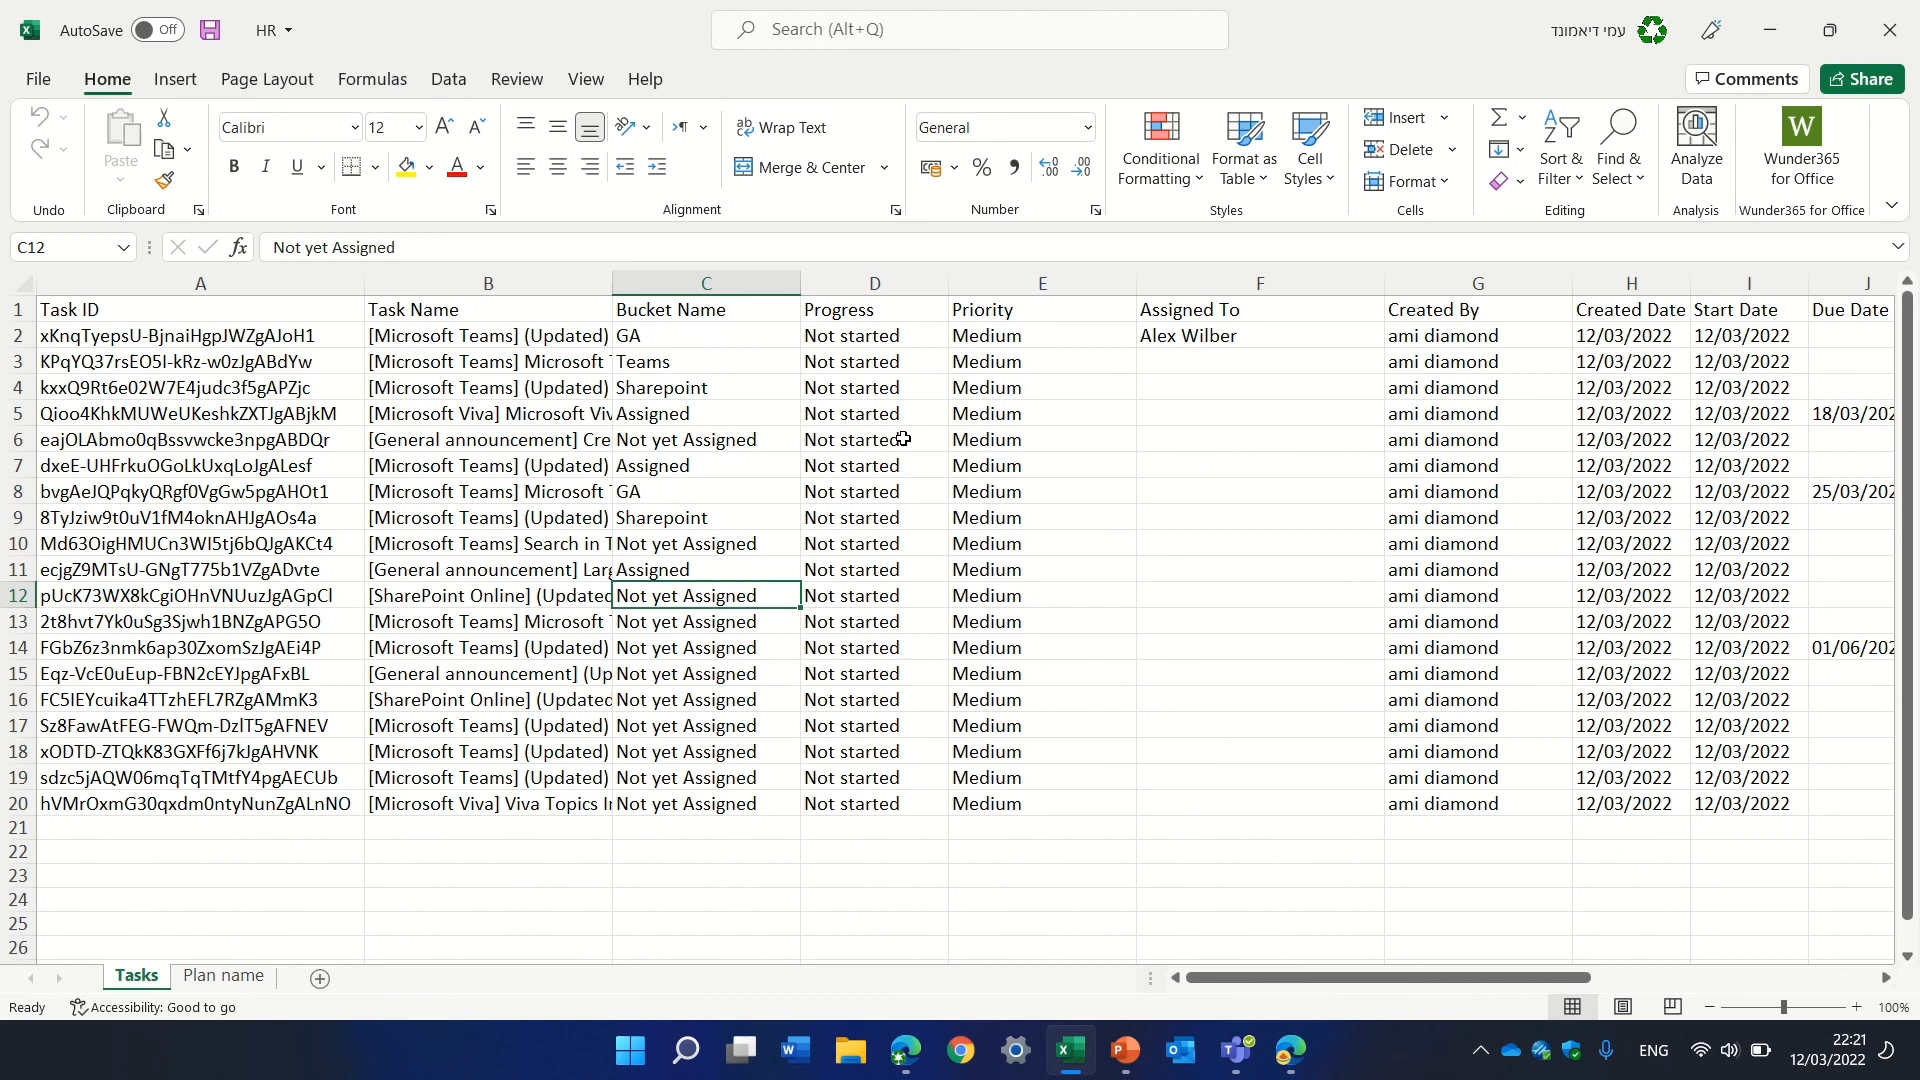 AutoSave Off HR Search (Alt+Q) עמי דיאמונד
File Home Insert Page Layout Formulas Data Review View Help Comments Share
Undo
Paste
Clipboard
Calibri 12
B I U A
Font
Wrap Text
Merge & Center
Alignment
General
Number
Conditional Formatting
Format as Table
Cell Styles
Styles
Insert
Delete
Format
Cells
Sort & Filter
Find & Select
Editing
Analyze Data
Analysis
Wunder365 for Office
Wunder365 for Office
C12 fx Not yet Assigned
A B C D E F G H I J
1 Task ID Task Name Bucket Name Progress Priority Assigned To Created By Created Date Start Date Due Date
2 xKnqTyepsU-BjnaiHgpJWZgAJoH1 [Microsoft Teams] (Updated) GA Not started Medium Alex Wilber ami diamond 12/03/2022 12/03/2022
3 KPqYQ37rsEO5I-kRz-w0zJgABdYw [Microsoft Teams] Microsoft Teams Not started Medium ami diamond 12/03/2022 12/03/2022
4 kxxQ9Rt6e02W7E4judc3f5gAPZjc [Microsoft Teams] (Updated) Sharepoint Not started Medium ami diamond 12/03/2022 12/03/2022
5 Qioo4KhkMUWeUKeshkZXTJgABjkM [Microsoft Viva] Microsoft Viv Assigned Not started Medium ami diamond 12/03/2022 12/03/2022 18/03/202
6 eajOLAbmo0qBssvwcke3npgABDQr [General announcement] Cre Not yet Assigned Not started Medium ami diamond 12/03/2022 12/03/2022
7 dxeE-UHFrkuOGoLkUxqLoJgALesf [Microsoft Teams] (Updated) Assigned Not started Medium ami diamond 12/03/2022 12/03/2022
8 bvgAeJQPqkyQRgf0VgGw5pgAHOt1 [Microsoft Teams] Microsoft GA Not started Medium ami diamond 12/03/2022 12/03/2022 25/03/202
9 8TyJziw9t0uV1fM4oknAHJgAOs4a [Microsoft Teams] (Updated) Sharepoint Not started Medium ami diamond 12/03/2022 12/03/2022
10 Md63OigHMUCn3WI5tj6bQJgAKCt4 [Microsoft Teams] Search in T Not yet Assigned Not started Medium ami diamond 12/03/2022 12/03/2022
11 ecjgZ9MTsU-GNgT775b1VZgADvte [General announcement] Larg Assigned Not started Medium ami diamond 12/03/2022 12/03/2022
12 pUcK73WX8kCgiOHnVNUuzJgAGpCl [SharePoint Online] (Updated Not yet Assigned Not started Medium ami diamond 12/03/2022 12/03/2022
13 2t8hvt7Yk0uSg3Sjwh1BNZgAPG5O [Microsoft Teams] Microsoft Not yet Assigned Not started Medium ami diamond 12/03/2022 12/03/2022
14 FGbZ6z3nmk6ap30ZxomSzJgAEi4P [Microsoft Teams] (Updated) Not yet Assigned Not started Medium ami diamond 12/03/2022 12/03/2022 01/06/202
15 Eqz-VcE0uEup-FBN2cEYJpgAFxBL [General announcement] (Up Not yet Assigned Not started Medium ami diamond 12/03/2022 12/03/2022
16 FC5IEYcuika4TTzhEFL7RZgAMmK3 [SharePoint Online] (Updated Not yet Assigned Not started Medium ami diamond 12/03/2022 12/03/2022
17 Sz8FawAtFEG-FWQm-DzlT5gAFNEV [Microsoft Teams] (Updated) Not yet Assigned Not started Medium ami diamond 12/03/2022 12/03/2022
18 xODTD-ZTQkK83GXFf6j7kJgAHVNK [Microsoft Teams] (Updated) Not yet Assigned Not started Medium ami diamond 12/03/2022 12/03/2022
19 sdzc5jAQW06mqTqTMtfY4pgAECUb [Microsoft Teams] (Updated) Not yet Assigned Not started Medium ami diamond 12/03/2022 12/03/2022
20 hVMrOxmG30qxdm0ntyNunZgALnNO [Microsoft Viva] Viva Topics Ir Not yet Assigned Not started Medium ami diamond 12/03/2022 12/03/2022
21
22
23
24
25
26
Tasks Plan name
Ready Accessibility: Good to go 100%
ENG 22:21
12/03/2022